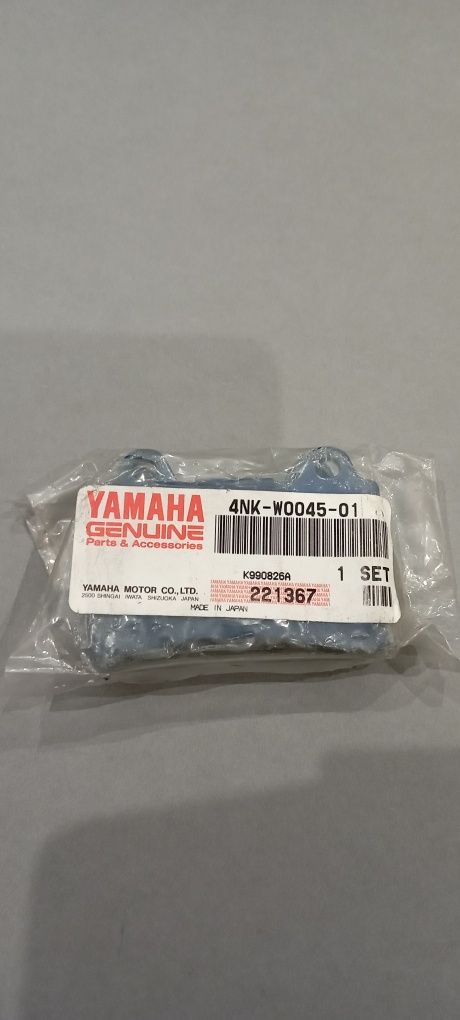 YAMAHA
GENUINE
Parts & Accessories
4NK-W0045-01
K990826A
1 SET
YAMAHA MOTOR CO.,LTD.
2500 SHINGAI IWATA SHIZUOKA JAPAN
221367
MADE IN JAPAN